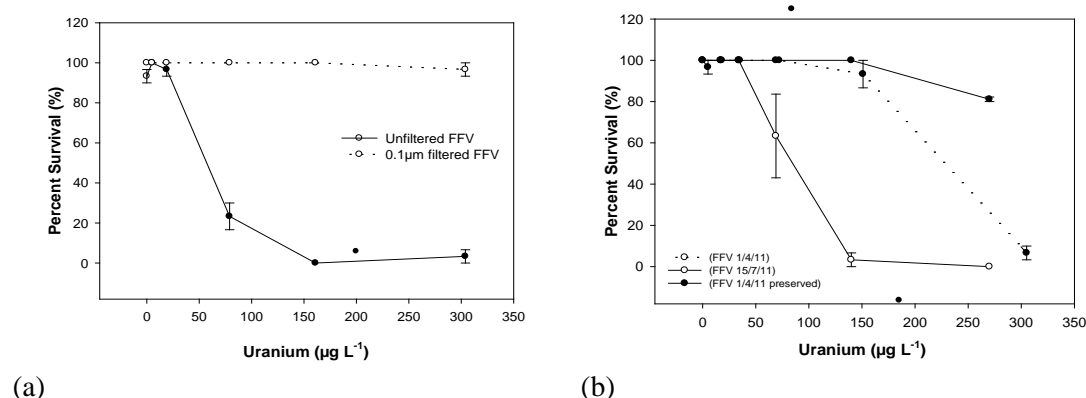 120
100
80
60
40
20
0
Percent Survival (%)
Unfiltered FFV
0.1µm filtered FFV
0 50 100 150 200 250 300 350
Uranium (µg L-1)
(a)
120
100
80
60
40
20
0
Percent Survival (%)
(FFV 1/4/11)
(FFV 15/7/11)
(FFV 1/4/11 preserved)
0 50 100 150 200 250 300 350
Uranium (µg L-1)
(b)